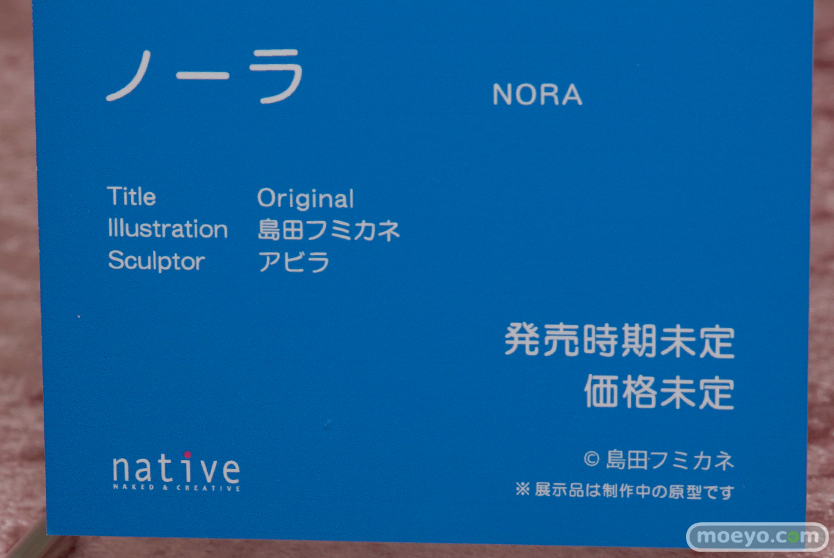 ノーラ NORA
Title Original
Illustration 島田フミカネ
Sculptor アビラ
発売時期未定
価格未定
© 島田フミカネ
※ 展示品は制作中の原型です
native
NAKED & CREATIVE
moeyo.com